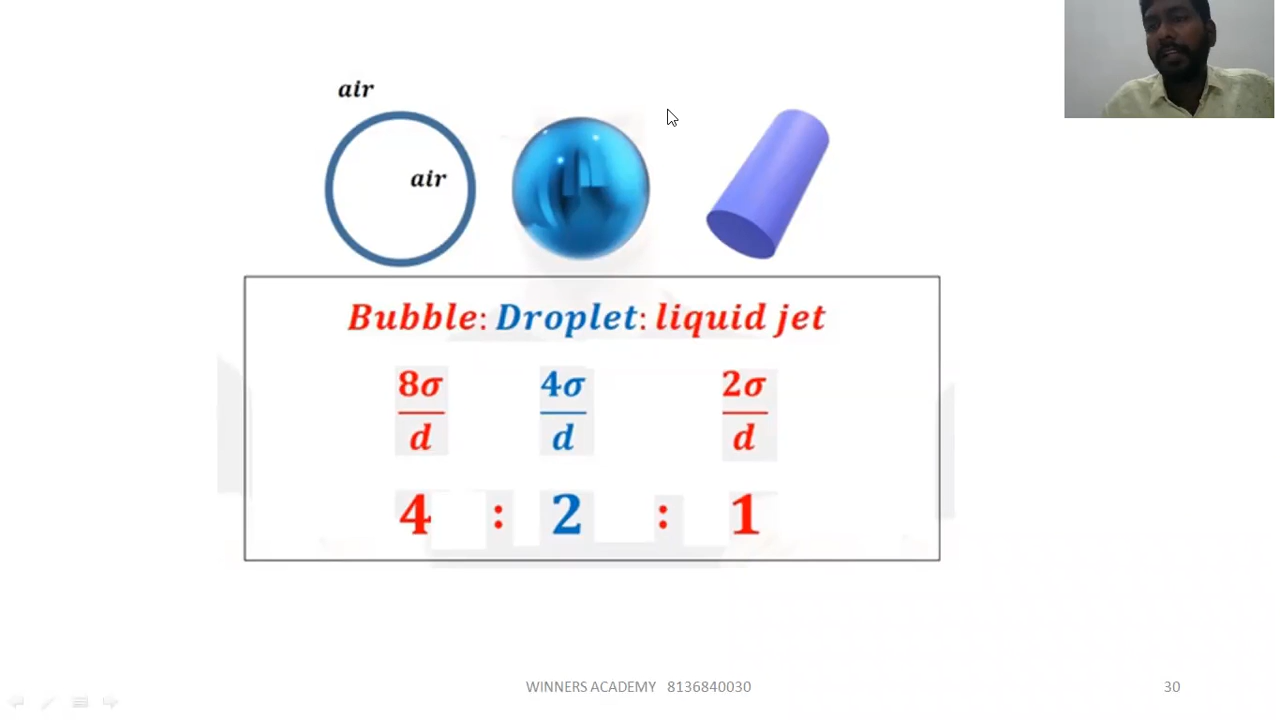 air
air
Bubble: Droplet: liquid jet
8σ/d 4σ/d 2σ/d
4 : 2 : 1
WINNERS ACADEMY 8136840030 30